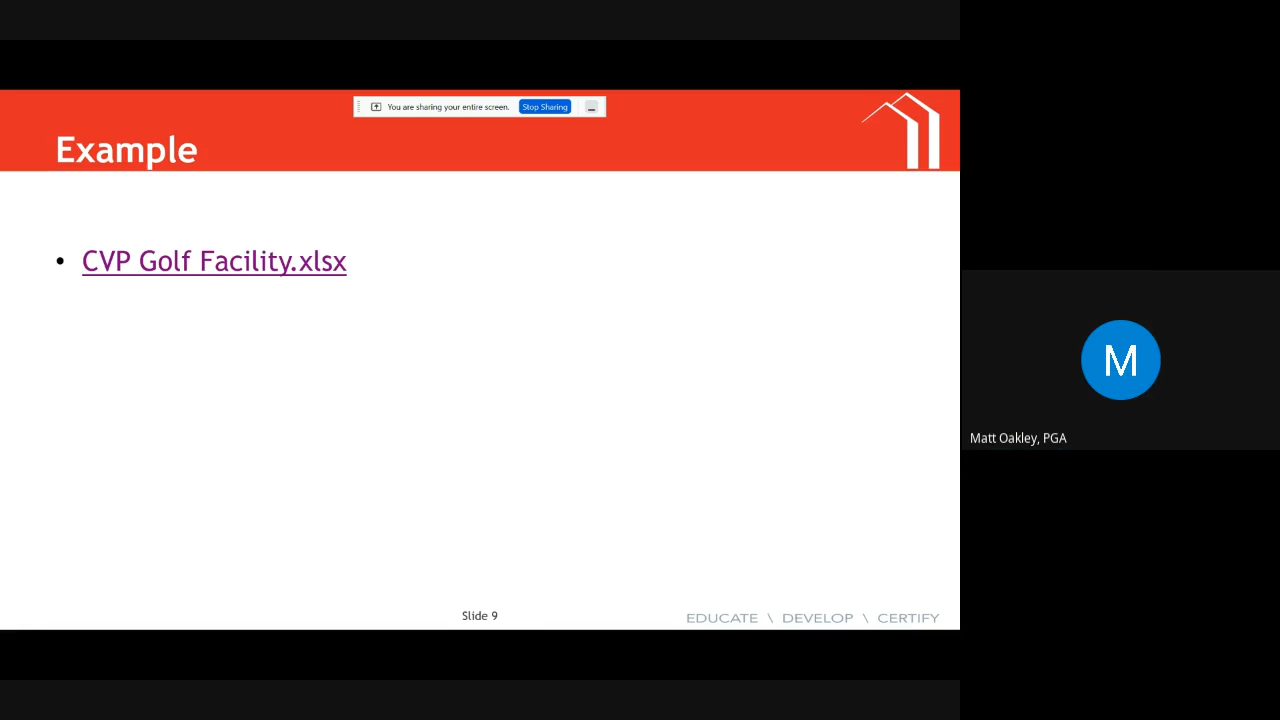 You are sharing your entire screen. Stop Sharing
Example
• CVP Golf Facility.xlsx
M
Matt Oakley, PGA
Slide 9
EDUCATE \ DEVELOP \ CERTIFY